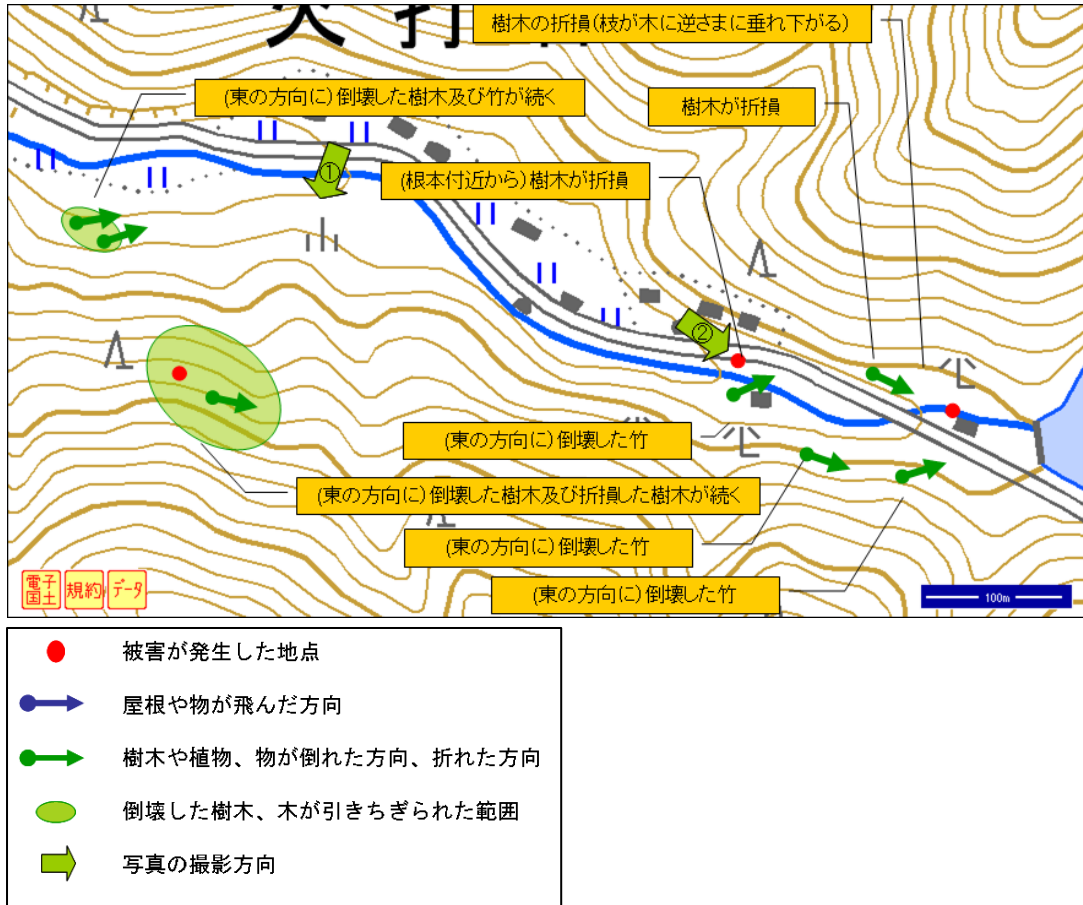 樹木の折損(枝が木に逆さまに垂れ下がる)
(東の方向に)倒壊した樹木及び竹が続く
樹木が折損
①
(根本付近から)樹木が折損
②
(東の方向に)倒壊した竹
(東の方向に)倒壊した樹木及び折損した樹木が続く
(東の方向に)倒壊した竹
(東の方向に)倒壊した竹
電子国土
規約
データ
100m
被害が発生した地点
屋根や物が飛んだ方向
樹木や植物、物が倒れた方向、折れた方向
倒壊した樹木、木が引きちぎられた範囲
写真の撮影方向